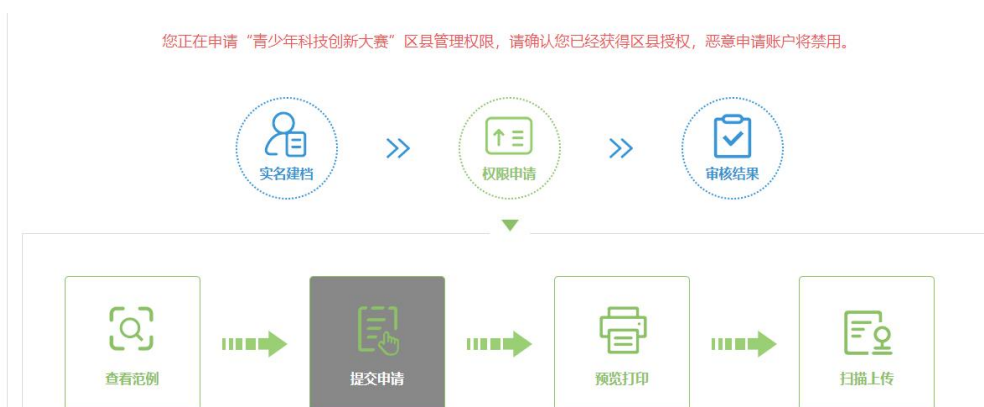 您正在申请“青少年科技创新大赛”区县管理权限，请确认您已经获得区县授权，恶意申请账户将禁用。
实名建档
权限申请
审核结果
查看范例
提交申请
预览打印
扫描上传